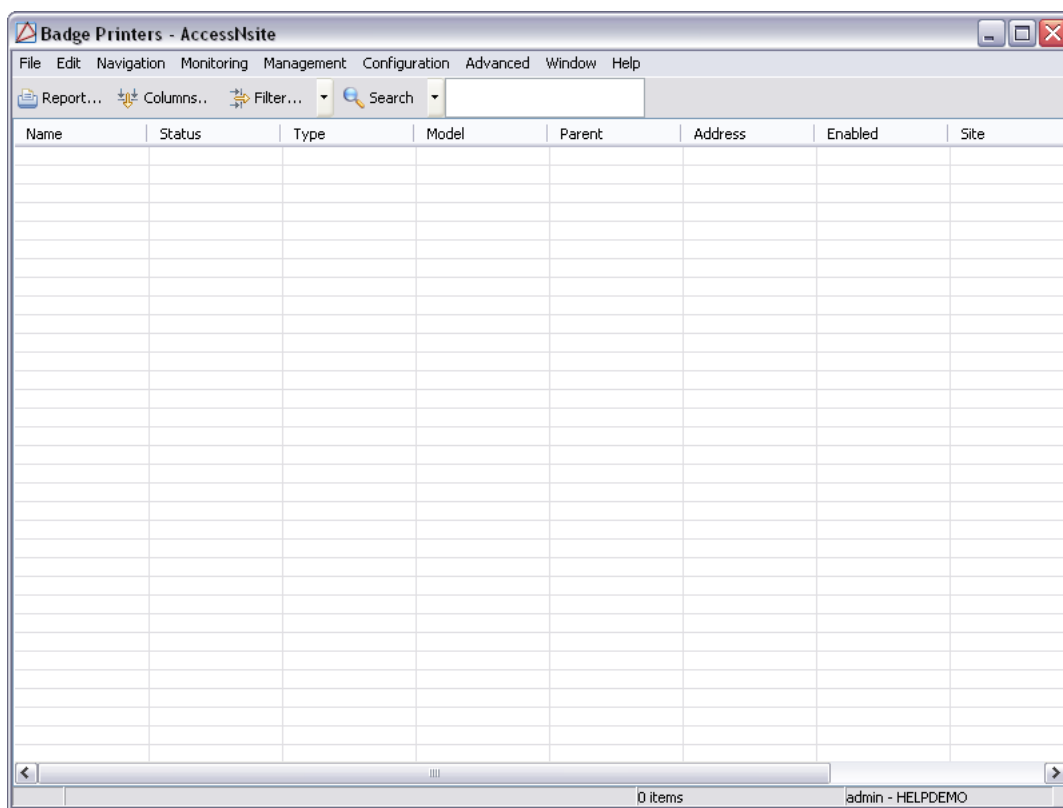 Badge Printers - AccessNsite
File Edit Navigation Monitoring Management Configuration Advanced Window Help
Report... Columns.. Filter... Search
Name Status Type Model Parent Address Enabled Site
0 items admin - HELPDEMO